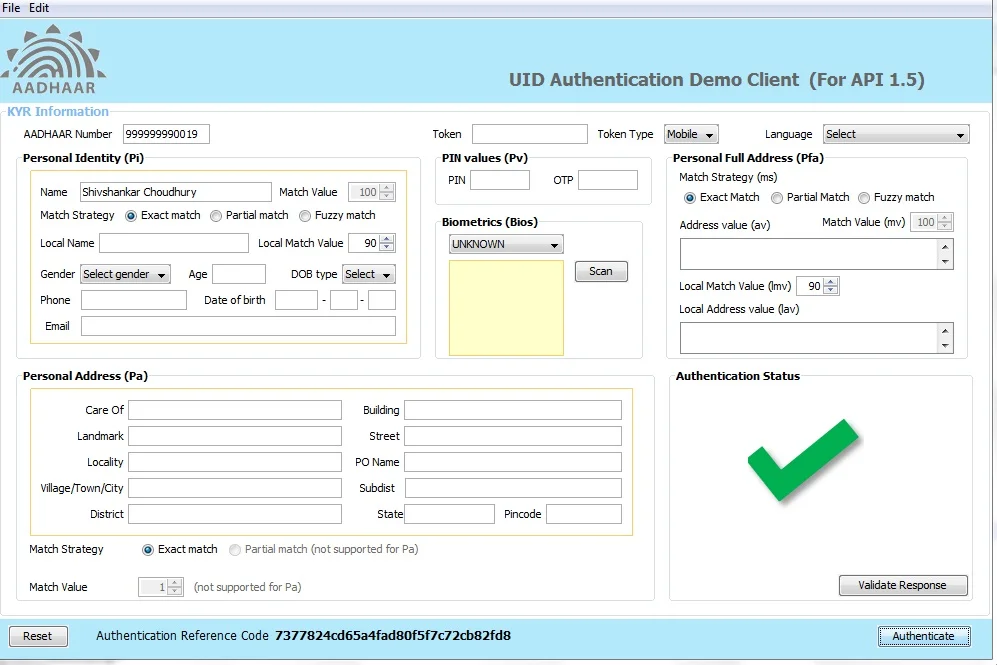 File Edit
AADHAAR
UID Authentication Demo Client (For API 1.5)
KYR Information
AADHAAR Number 999999990019 Token Token Type Mobile Language Select
Personal Identity (Pi)
Name Shivshankar Choudhury Match Value 100
Match Strategy Exact match Partial match Fuzzy match
Local Name Local Match Value 90
Gender Select gender Age DOB type Select
Phone Date of birth - -
Email
PIN values (Pv)
PIN OTP
Biometrics (Bios)
UNKNOWN
Scan
Personal Full Address (Pfa)
Match Strategy (ms)
Exact Match Partial Match Fuzzy match
Address value (av) Match Value (mv) 100
Local Match Value (lmv) 90
Local Address value (lav)
Personal Address (Pa)
Care Of Building
Landmark Street
Locality PO Name
Village/Town/City Subdist
District State Pincode
Match Strategy Exact match Partial match (not supported for Pa)
Match Value 1 (not supported for Pa)
Authentication Status
Validate Response
Reset Authentication Reference Code 7377824cd65a4fad80f5f7c72cb82fd8 Authenticate